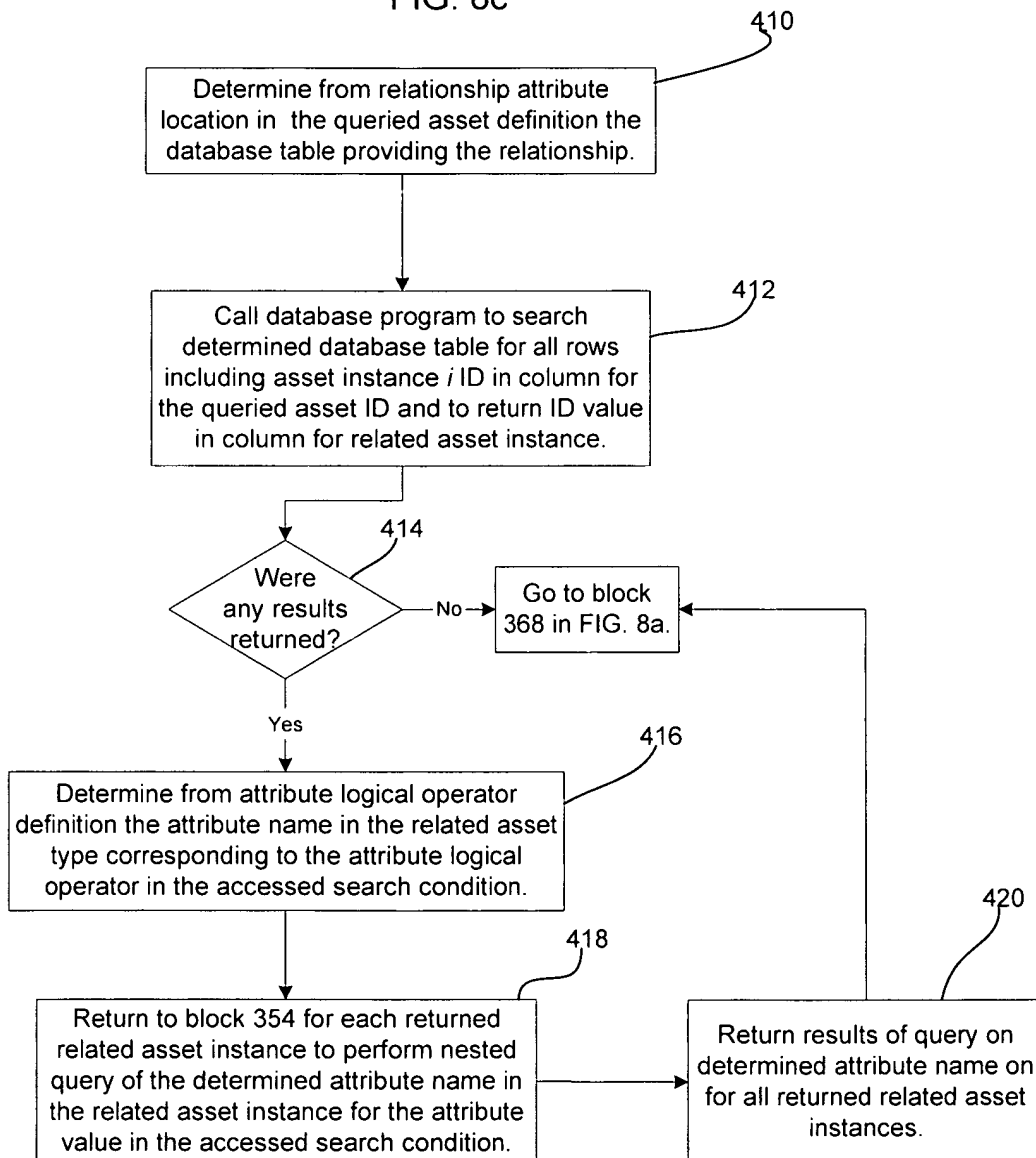 FIG. 8c
410
Determine from relationship attribute
location in the queried asset definition the
database table providing the relationship.
412
Call database program to search
determined database table for all rows
including asset instance i ID in column for
the queried asset ID and to return ID value
in column for related asset instance.
414
Were
any results
returned?
No
Go to block
368 in FIG. 8a.
Yes
416
Determine from attribute logical operator
definition the attribute name in the related asset
type corresponding to the attribute logical
operator in the accessed search condition.
418
Return to block 354 for each returned
related asset instance to perform nested
query of the determined attribute name in
the related asset instance for the attribute
value in the accessed search condition.
420
Return results of query on
determined attribute name on
for all returned related asset
instances.